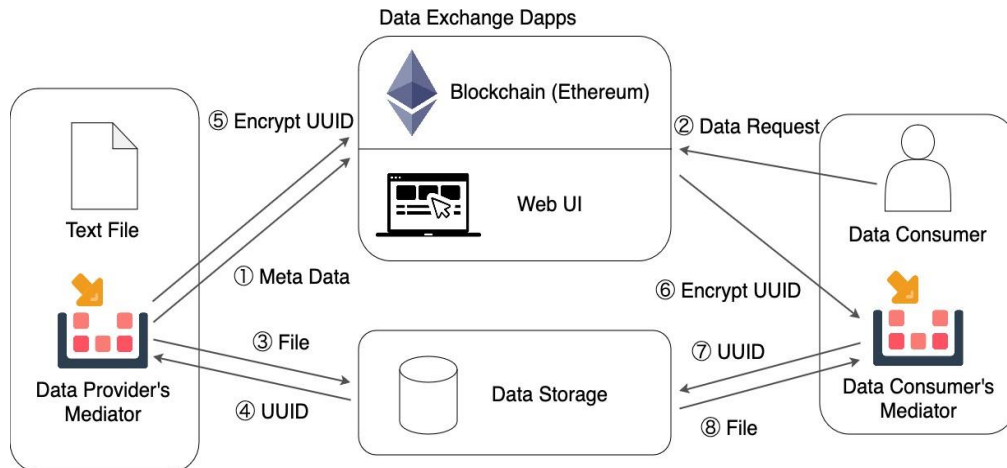 Data Exchange Dapps
Blockchain (Ethereum)
⑤ Encrypt UUID
② Data Request
Text File
Web UI
Data Consumer
① Meta Data
⑥ Encrypt UUID
③ File
⑦ UUID
Data Provider's
Mediator
④ UUID
Data Storage
Data Consumer's
Mediator
⑧ File